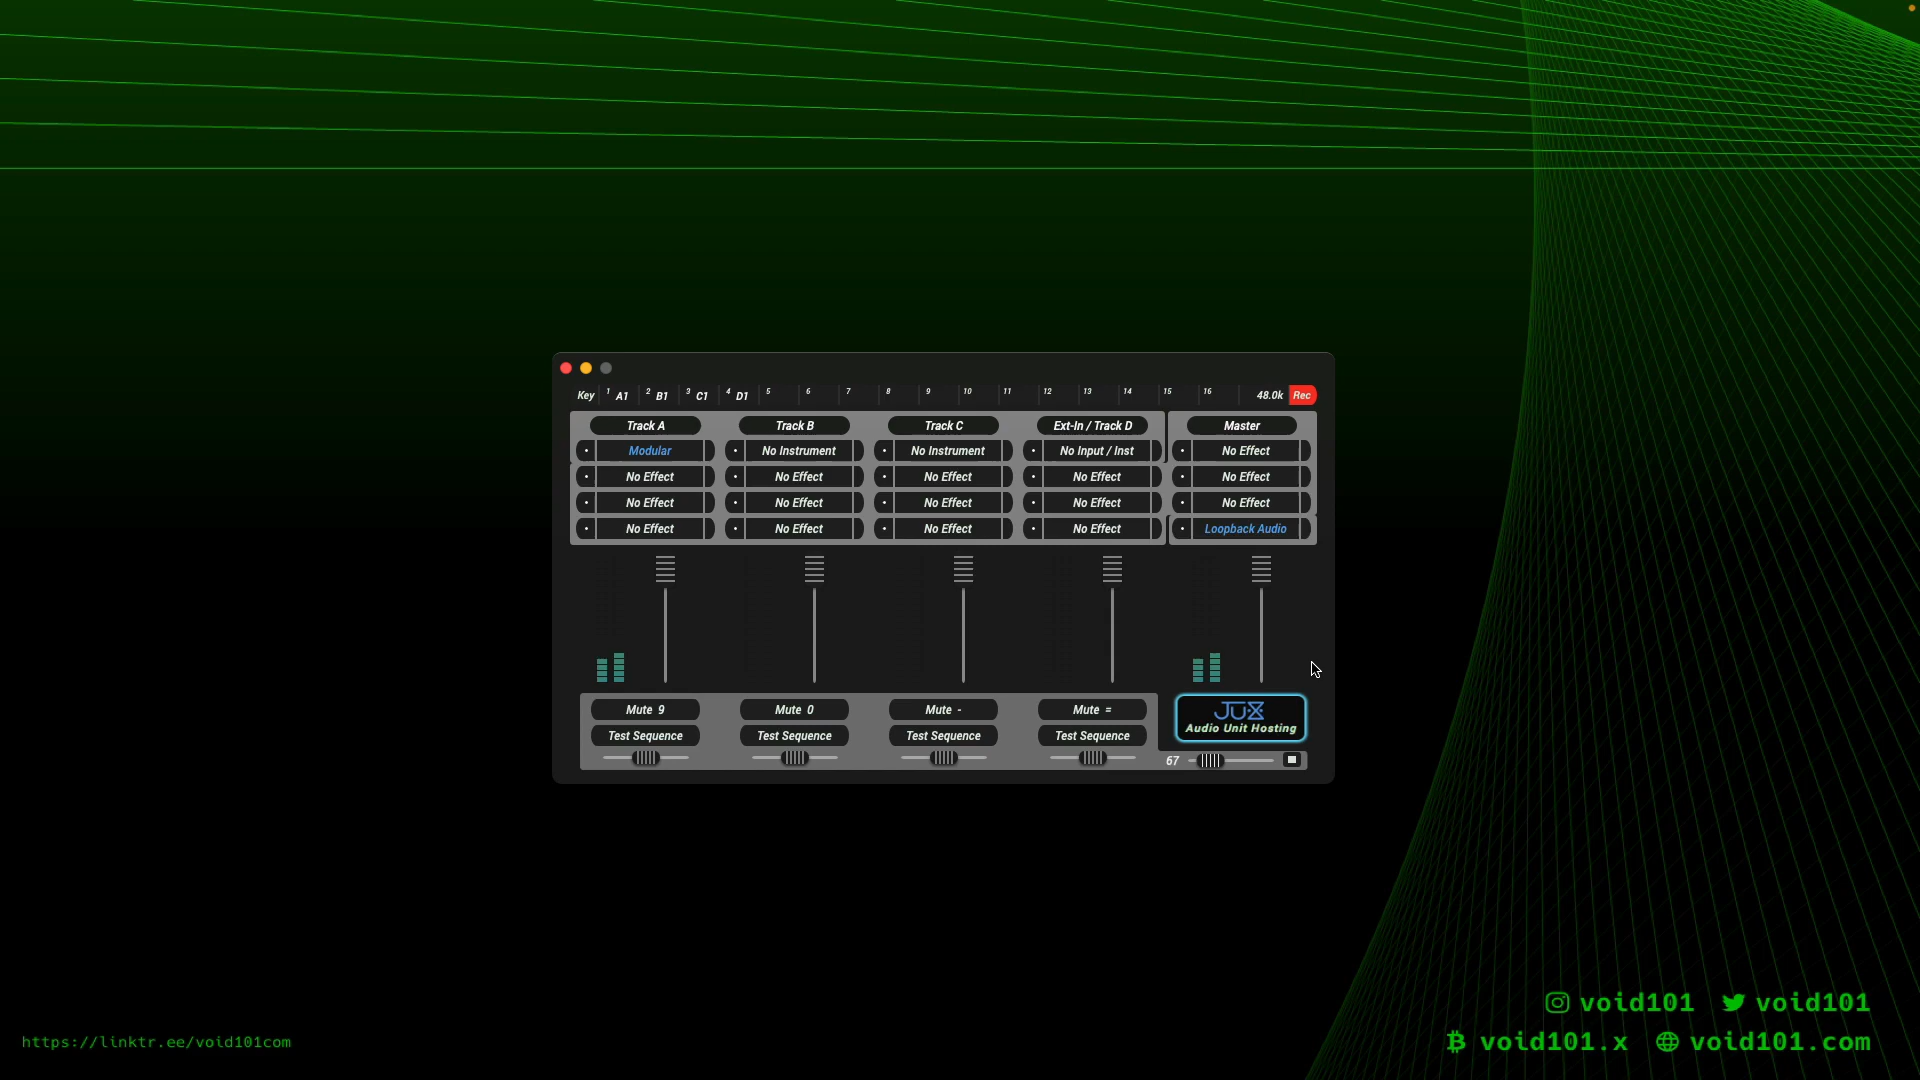 Key 1 A1 2 B1 3 C1 4 D1 5 6 7 8 9 10 11 12 13 14 15 16 48.0k Rec
Track A Track B Track C Ext-In / Track D Master
Modular No Instrument No Instrument No Input / Inst No Effect
No Effect No Effect No Effect No Effect No Effect
No Effect No Effect No Effect No Effect No Effect
No Effect No Effect No Effect No Effect Loopback Audio
Mute 9 Mute 0 Mute - Mute = JUX
Test Sequence Test Sequence Test Sequence Test Sequence Audio Unit Hosting
67
void101 void101
https://linktr.ee/void101com void101.x void101.com